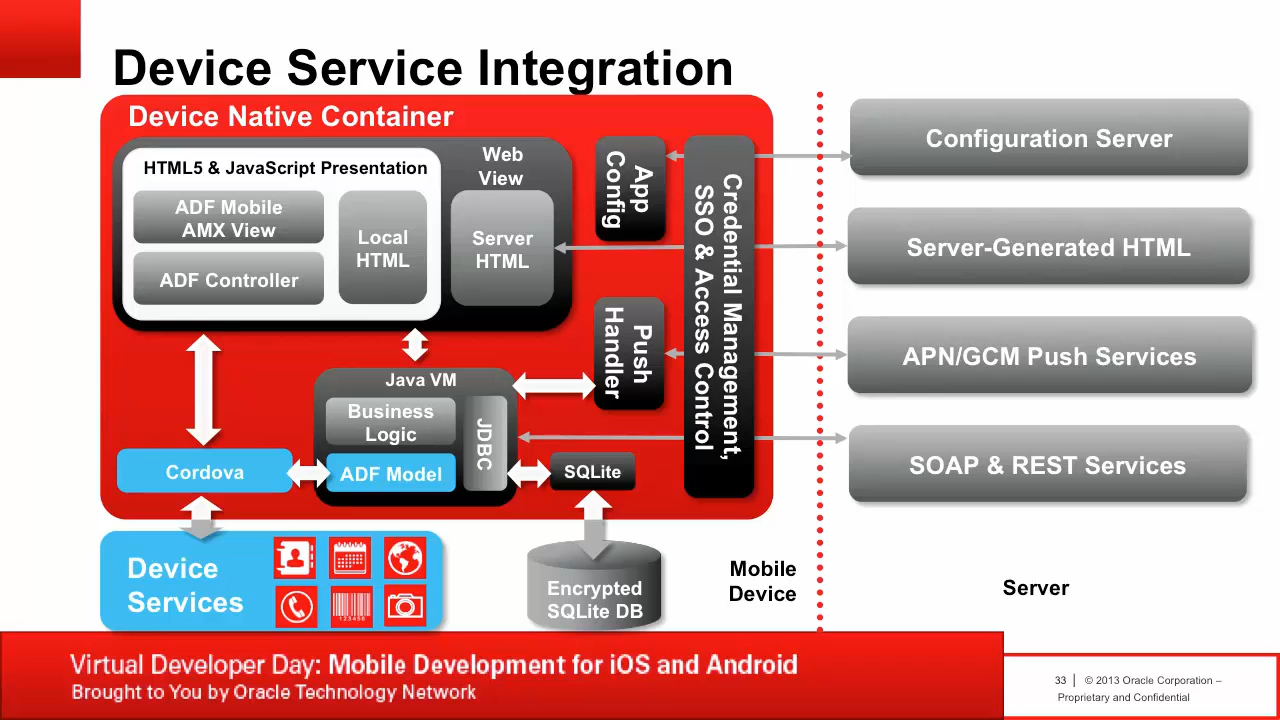 Device Service Integration
Device Native Container
HTML5 & JavaScript Presentation
ADF Mobile
AMX View
ADF Controller
Local
HTML
Web
View
Server
HTML
App
Config
Push
Handler
Credential Management,
SSO & Access Control
Java VM
Business
Logic
ADF Model
JDBC
Cordova
SQLite
Device
Services
123456
Encrypted
SQLite DB
Mobile
Device
Configuration Server
Server-Generated HTML
APN/GCM Push Services
SOAP & REST Services
Server
Virtual Developer Day: Mobile Development for iOS and Android
Brought to You by Oracle Technology Network
33 | © 2013 Oracle Corporation –
Proprietary and Confidential